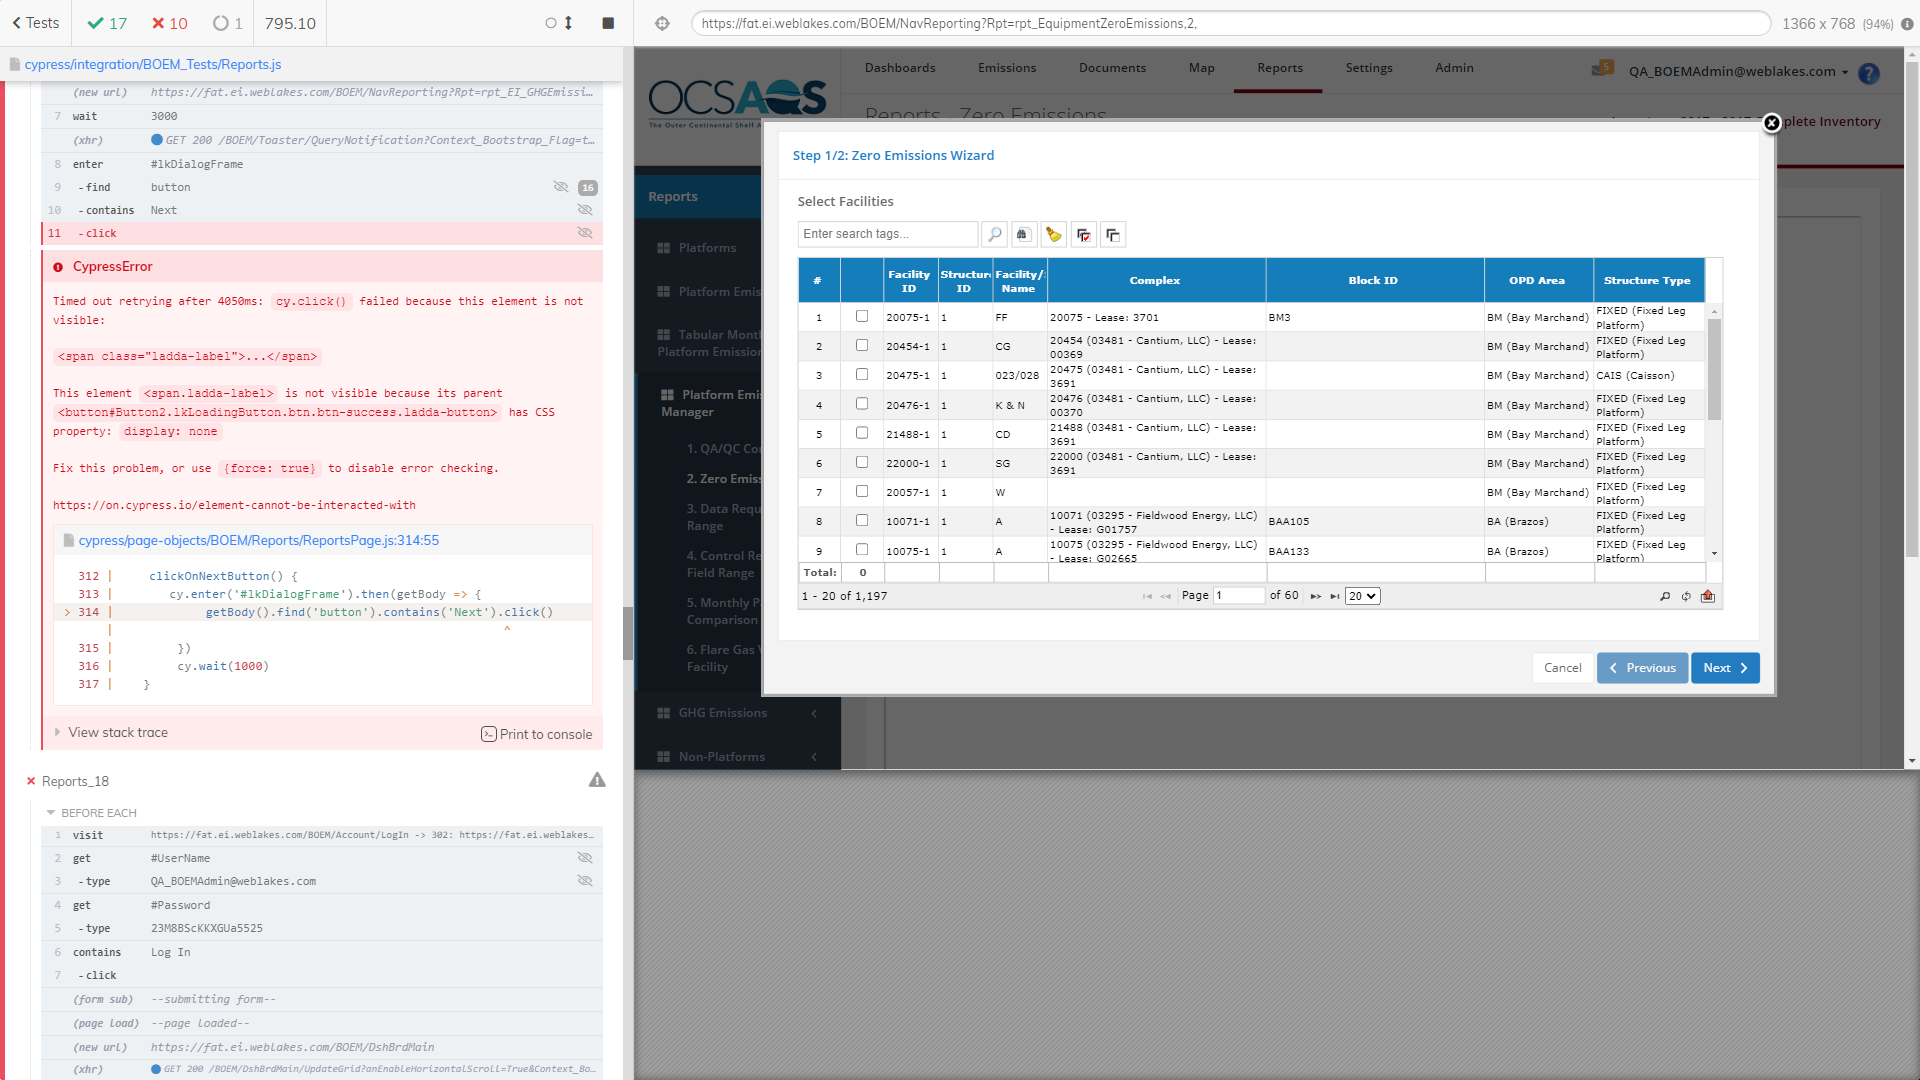 Tests
17
10
1
795.10
https://fat.ei.weblakes.com/BOEM/NavReporting?Rpt=rpt_EquipmentZeroEmissions,2,
1366 x 768 (94%)
cypress/integration/BOEM_Tests/Reports.js
(new url) https://fat.ei.weblakes.com/BOEM/NavReporting?Rpt=rpt_EI_GHGEmissi...
7 wait 3000
(xhr) GET 200 /BOEM/Toaster/QueryNotification?Context_Bootstrap_Flag=t...
8 enter #lkDialogFrame
9 -find button 16
10 -contains Next
11 -click
CypressError
Timed out retrying after 4050ms: cy.click() failed because this element is not
visible:
<span class="ladda-label">...</span>
This element <span.ladda-label> is not visible because its parent
<button#Button2.lkLoadingButton.btn.btn-success.ladda-button> has CSS
property: display: none
Fix this problem, or use {force: true} to disable error checking.
https://on.cypress.io/element-cannot-be-interacted-with
cypress/page-objects/BOEM/Reports/ReportsPage.js:314:55
312 | clickOnNextButton() {
313 | cy.enter('#lkDialogFrame').then(getBody => {
> 314 | getBody().find('button').contains('Next').click()
| ^
315 | })
316 | cy.wait(1000)
317 | }
View stack trace
Print to console
Reports_18
BEFORE EACH
1 visit https://fat.ei.weblakes.com/BOEM/Account/LogIn -> 302: https://fat.ei.weblakes...
2 get #UserName
3 -type QA_BOEMAdmin@weblakes.com
4 get #Password
5 -type 23M8BScKKXGUa5525
6 contains Log In
7 -click
(form sub) --submitting form--
(page load) --page loaded--
(new url) https://fat.ei.weblakes.com/BOEM/DshBrdMain
(xhr) GET 200 /BOEM/DshBrdMain/UpdateGrid?anEnableHorizontalScroll=True&Context_Bo...
OCSAQS
The Outer Continental Shelf A
Dashboards
Emissions
Documents
Map
Reports
Settings
Admin
5
QA_BOEMAdmin@weblakes.com
?
Reports - Zero Emissions
plete Inventory
Reports
Platforms
Platform Emis
Tabular Mont
Platform Emission
Platform Emi
Manager
1. QA/QC Co
2. Zero Emiss
3. Data Requ
Range
4. Control Re
Field Range
5. Monthly P
Comparison
6. Flare Gas V
Facility
GHG Emissions
Non-Platforms
Step 1/2: Zero Emissions Wizard
Select Facilities
Enter search tags...
# Facility ID Structure ID Facility/ Name Complex Block ID OPD Area Structure Type
1 20075-1 1 FF 20075 - Lease: 3701 BM3 BM (Bay Marchand) FIXED (Fixed Leg Platform)
2 20454-1 1 CG 20454 (03481 - Cantium, LLC) - Lease: 00369 BM (Bay Marchand) FIXED (Fixed Leg Platform)
3 20475-1 1 023/028 20475 (03481 - Cantium, LLC) - Lease: 3691 BM (Bay Marchand) CAIS (Caisson)
4 20476-1 1 K & N 20476 (03481 - Cantium, LLC) - Lease: 00370 BM (Bay Marchand) FIXED (Fixed Leg Platform)
5 21488-1 1 CD 21488 (03481 - Cantium, LLC) - Lease: 3691 BM (Bay Marchand) FIXED (Fixed Leg Platform)
6 22000-1 1 SG 22000 (03481 - Cantium, LLC) - Lease: 3691 BM (Bay Marchand) FIXED (Fixed Leg Platform)
7 20057-1 1 W BM (Bay Marchand) FIXED (Fixed Leg Platform)
8 10071-1 1 A 10071 (03295 - Fieldwood Energy, LLC) - Lease: G01757 BAA105 BA (Brazos) FIXED (Fixed Leg Platform)
9 10075-1 1 A 10075 (03295 - Fieldwood Energy, LLC) - Lease: G02665 BAA133 BA (Brazos) FIXED (Fixed Leg Platform)
Total: 0
1 - 20 of 1,197
Page 1 of 60
20
Cancel
Previous
Next